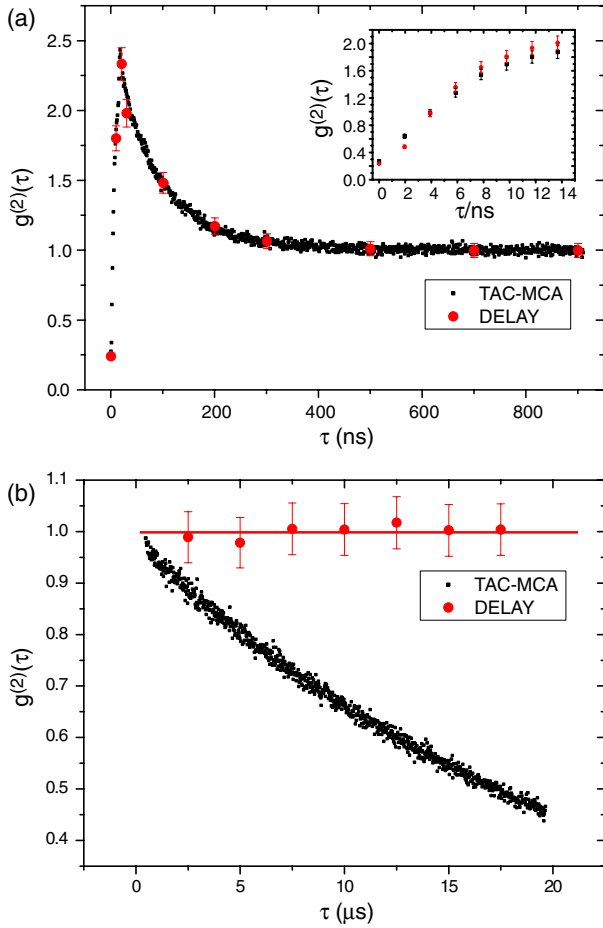 (a)
2.5
2.0
1.5
1.0
0.5
0.0
g(2)(τ)
0 200 400 600 800
τ (ns)
2.0
1.6
1.2
0.8
0.4
0.0
g(2)(τ)
0 2 4 6 8 10 12 14
τ/ns
TAC-MCA
DELAY
(b)
1.1
1.0
0.9
0.8
0.7
0.6
0.5
0.4
g(2)(τ)
TAC-MCA
DELAY
0 5 10 15 20
τ (μs)